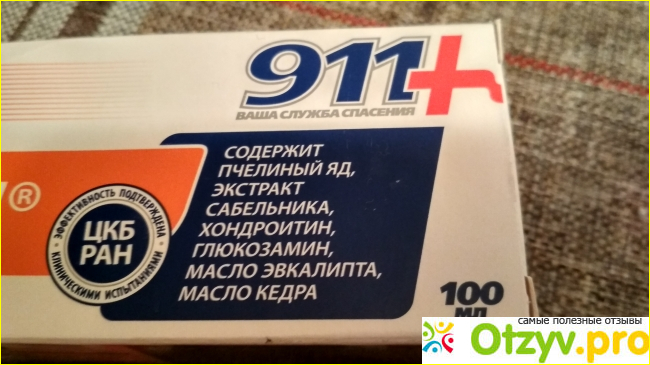 911+
ВАША СЛУЖБА СПАСЕНИЯ
СОДЕРЖИТ
ПЧЕЛИНЫЙ ЯД,
ЭКСТРАКТ
САБЕЛЬНИКА,
ХОНДРОИТИН,
ГЛЮКОЗАМИН,
МАСЛО ЭВКАЛИПТА,
МАСЛО КЕДРА
®
ЭФФЕКТИВНОСТЬ ПОДТВЕРЖДЕНА
ЦКБ
РАН
КЛИНИЧЕСКИМИ ИСПЫТАНИЯМИ
100
МЛ
самые полезные отзывы
Otzyv.pro